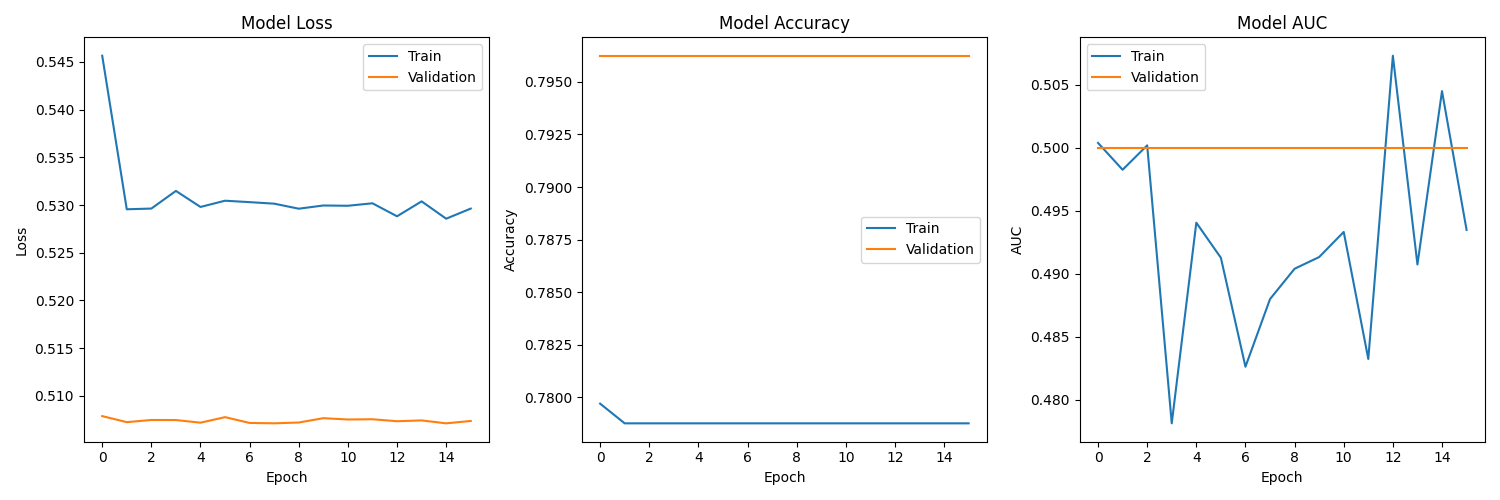 Model Loss
Train
Validation
0.545
0.540
0.535
0.530
0.525
0.520
0.515
0.510
Loss
0 2 4 6 8 10 12 14
Epoch
Model Accuracy
0.7950
0.7925
0.7900
0.7875
0.7850
0.7825
0.7800
Accuracy
Train
Validation
0 2 4 6 8 10 12 14
Epoch
Model AUC
Train
Validation
0.505
0.500
0.495
0.490
0.485
0.480
AUC
0 2 4 6 8 10 12 14
Epoch